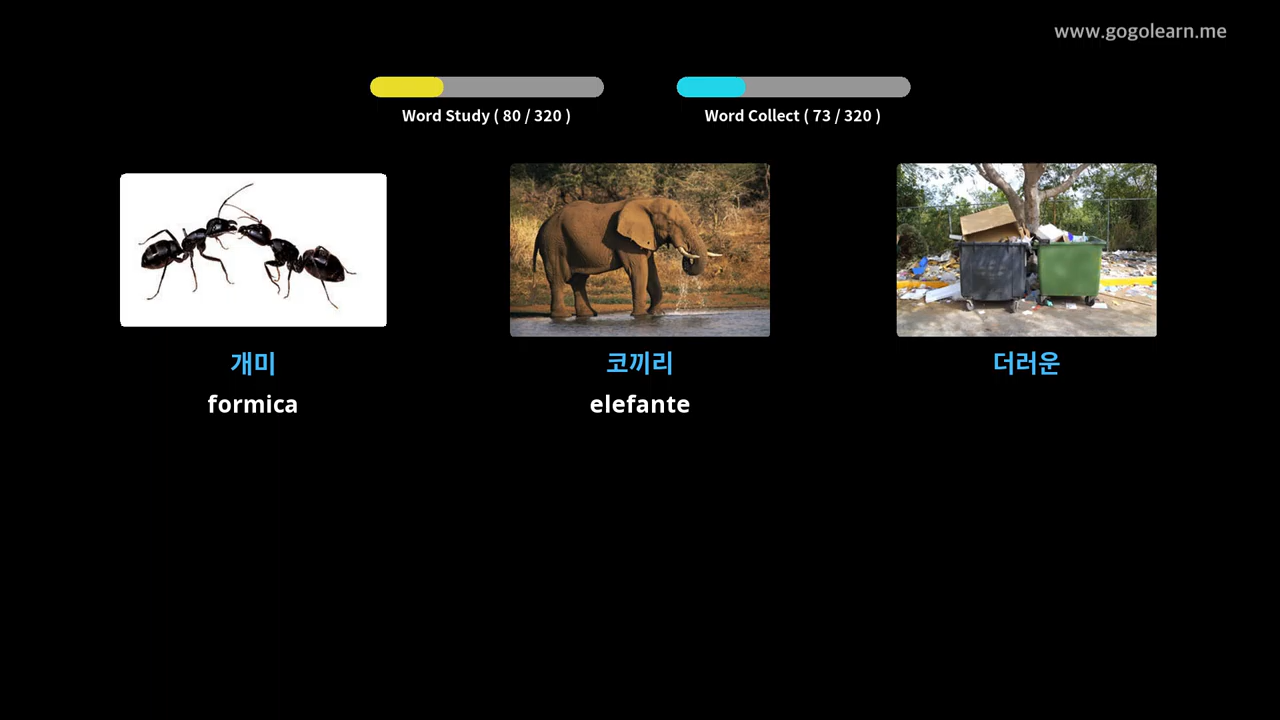 www.gogolearn.me
Word Study ( 80 / 320 )
Word Collect ( 73 / 320 )
개미
코끼리
더러운
formica
elefante